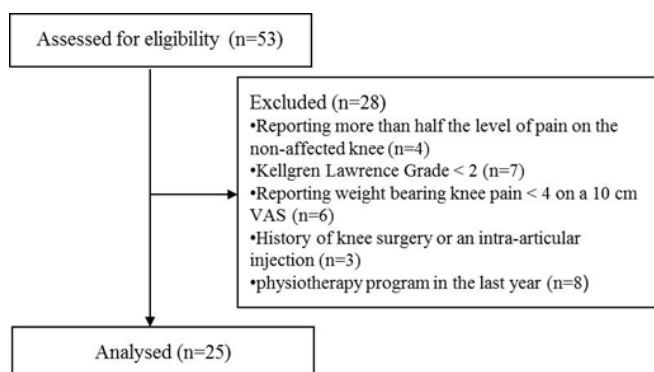 Assessed for eligibility (n=53)
Excluded (n=28)
•Reporting more than half the level of pain on the
non-affected knee (n=4)
•Kellgren Lawrence Grade < 2 (n=7)
•Reporting weight bearing knee pain < 4 on a 10 cm
VAS (n=6)
•History of knee surgery or an intra-articular
injection (n=3)
•physiotherapy program in the last year (n=8)
Analysed (n=25)